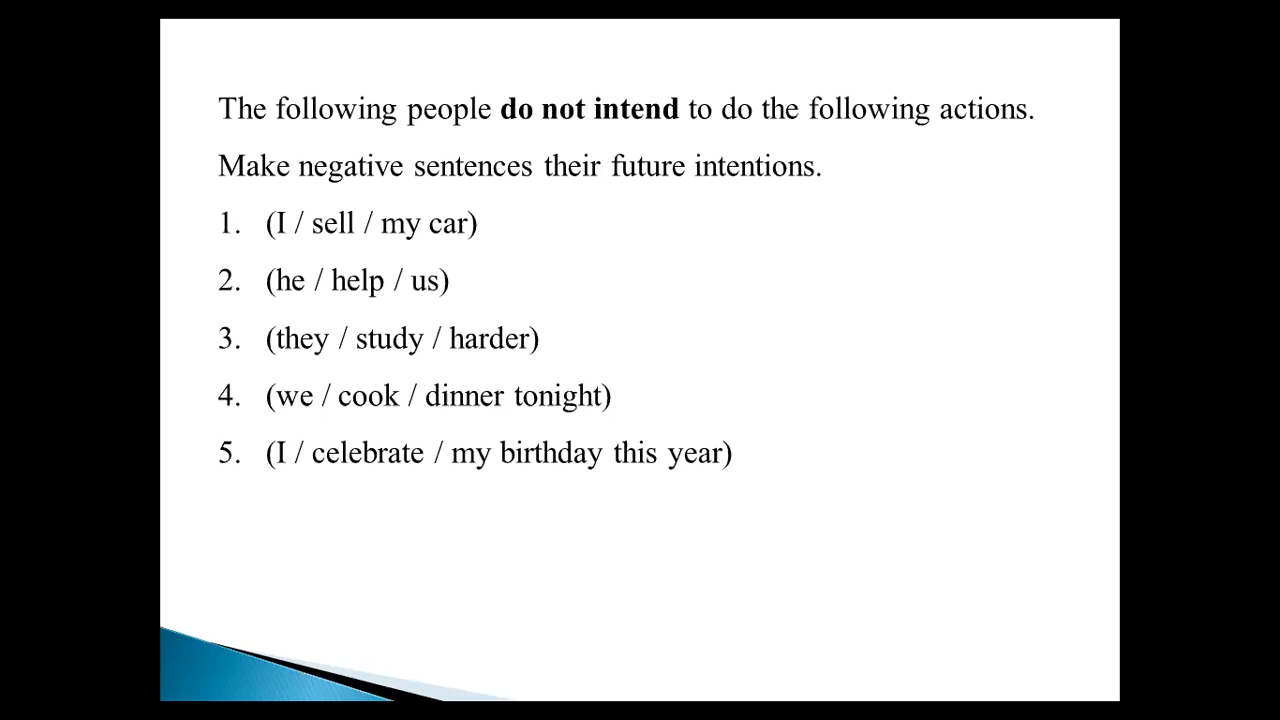 The following people do not intend to do the following actions.
Make negative sentences their future intentions.
1. (I / sell / my car)
2. (he / help / us)
3. (they / study / harder)
4. (we / cook / dinner tonight)
5. (I / celebrate / my birthday this year)